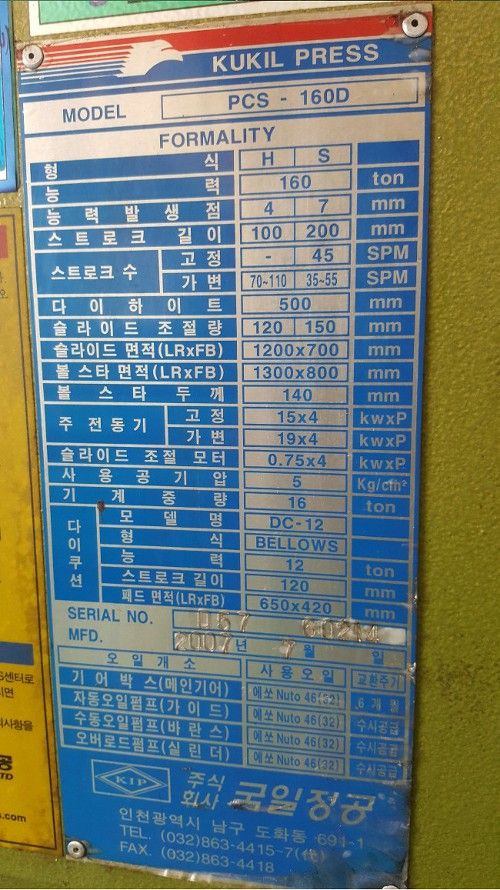 KUKIL PRESS
MODEL PCS - 160D
FORMALITY
형 식 H S
능 력 160 ton
능 력 발 생 점 4 7 mm
스 트 로 크 길 이 100 200 mm
스트로크 수 고 정 - 45 SPM
가 변 70~110 35~55 SPM
다 이 하 이 트 500 mm
슬 라 이 드 조 절 량 120 150 mm
슬라이드 면적(LRxFB) 1200x700 mm
볼 스타 면적(LRxFB) 1300x800 mm
볼 스 타 두 께 140 mm
주 전 동 기 고 정 15x4 kwxP
가 변 19x4 kwxP
슬라이드 조절 모터 0.75x4 kwxP
사 용 공 기 압 5 Kg/cm²
기 계 중 량 16 ton
다이쿠션 모 델 명 DC-12
형 식 BELLOWS
능 력 12 ton
스트로크 길이 120 mm
패드 면적(LRxFB) 650x420 mm
SERIAL NO. D57 60214
MFD. 2007 년 7 월 일
오 일 개 소 사 용 오 일 교환주기
기 어 박 스 (메인기어) 에쏘 Nuto 46(32) 6 개 월
자동오일펌프(가 이 드) 에쏘 Nuto 46(32) 수시공급
수동오일펌프(바 란 스) 에쏘 Nuto 46(32) 수시공급
오버로드펌프(실 린 더) 에쏘 Nuto 46(32) 수시공급
KIP 주식회사 국일정공
인천광역시 남구 도화동 691-1
TEL. (032)863-4415~7(代)
FAX. (032)863-4418